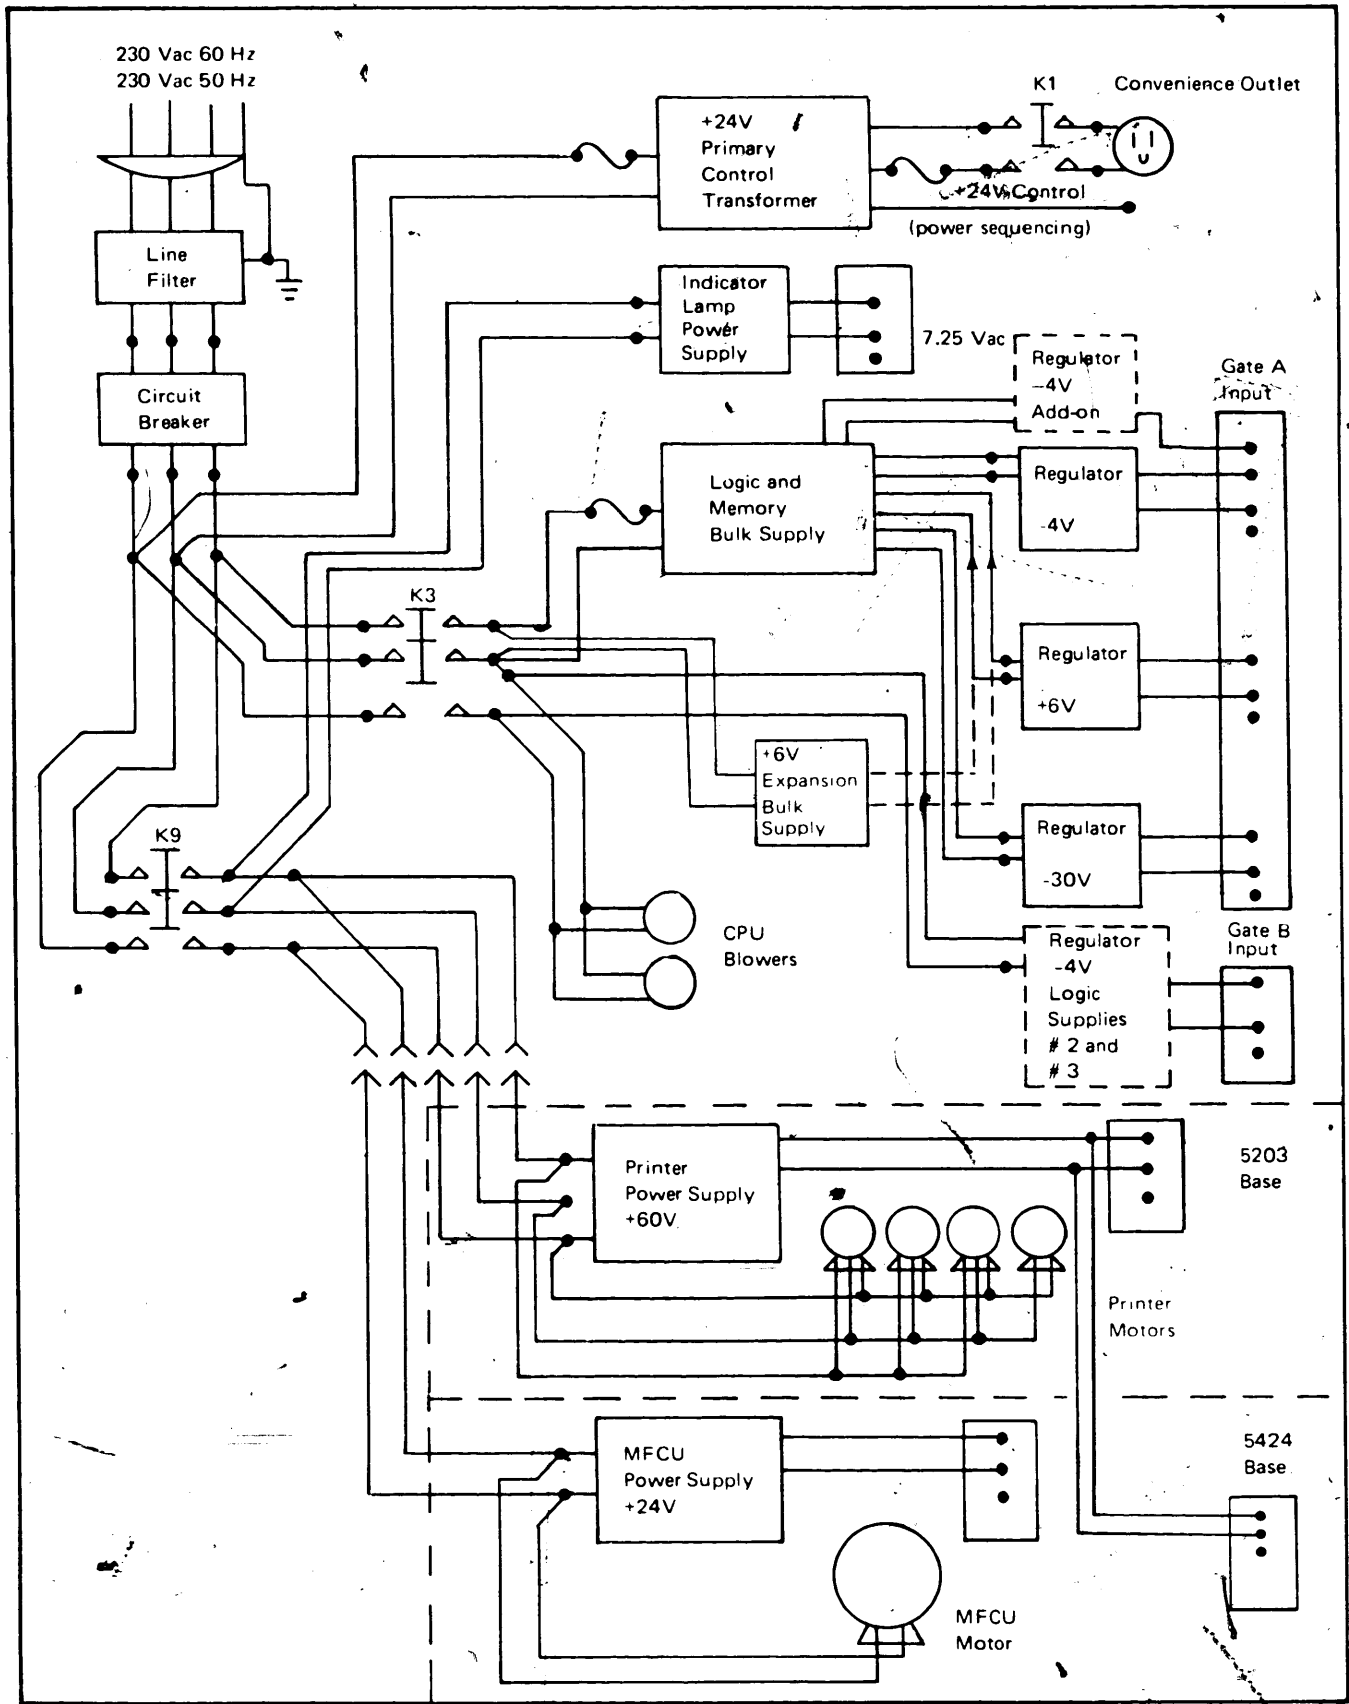 230 Vac 60 Hz
230 Vac 50 Hz
K1
Convenience Outlet
+24V
Primary
Control
Transformer
+24V Control
(power sequencing)
Line
Filter
Indicator
Lamp
Power
Supply
7.25 Vac
Regulator
-4V
Add-on
Gate A
Input
Circuit
Breaker
Logic and
Memory
Bulk Supply
Regulator
-4V
K3
Regulator
+6V
+6V
Expansion
Bulk
Supply
Regulator
-30V
K9
CPU
Blowers
Regulator
-4V
Logic
Supplies
# 2 and
# 3
Gate B
Input
Printer
Power Supply
+60V
5203
Base
Printer
Motors
MFCU
Power Supply
+24V
5424
Base
MFCU
Motor